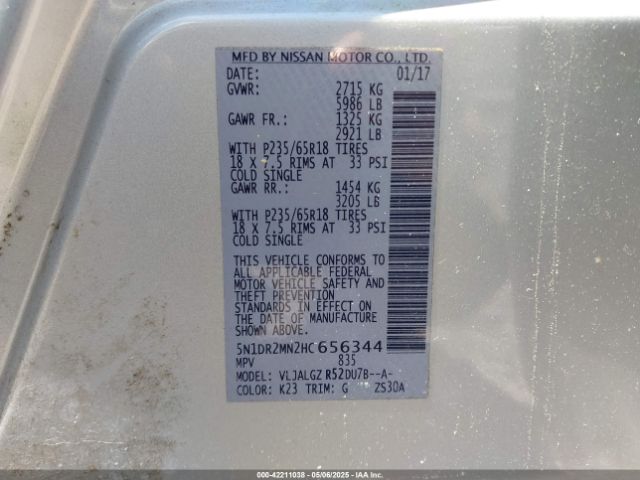 MFD BY NISSAN MOTOR CO., LTD.
DATE: 01/17
GVWR: 2715 KG
5986 LB
GAWR FR.: 1325 KG
2921 LB
WITH P235/65R18 TIRES
18 X 7.5 RIMS AT 33 PSI
COLD SINGLE
GAWR RR.: 1454 KG
3205 LB
WITH P235/65R18 TIRES
18 X 7.5 RIMS AT 33 PSI
COLD SINGLE
THIS VEHICLE CONFORMS TO
ALL APPLICABLE FEDERAL
MOTOR VEHICLE SAFETY AND
THEFT PREVENTION
STANDARDS IN EFFECT ON
THE DATE OF MANUFACTURE
SHOWN ABOVE.
5N1DR2MN2HC656344
MPV 835
MODEL: VLJALGZ R52DU7B--A-
COLOR: K23 TRIM: G ZS30A
000-42211038 - 05/06/2025 - IAAI.COM